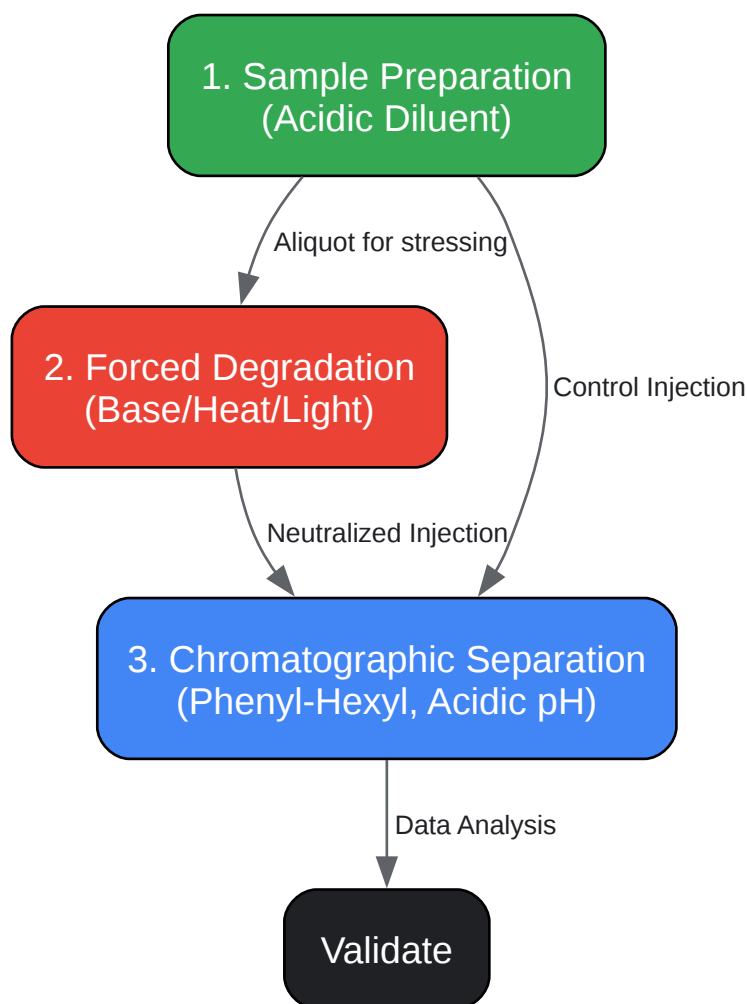 1. Sample Preparation
(Acidic Diluent)
Aliquot for stressing
2. Forced Degradation
(Base/Heat/Light)
Control Injection
Neutralized Injection
3. Chromatographic Separation
(Phenyl-Hexyl, Acidic pH)
Data Analysis
Validate